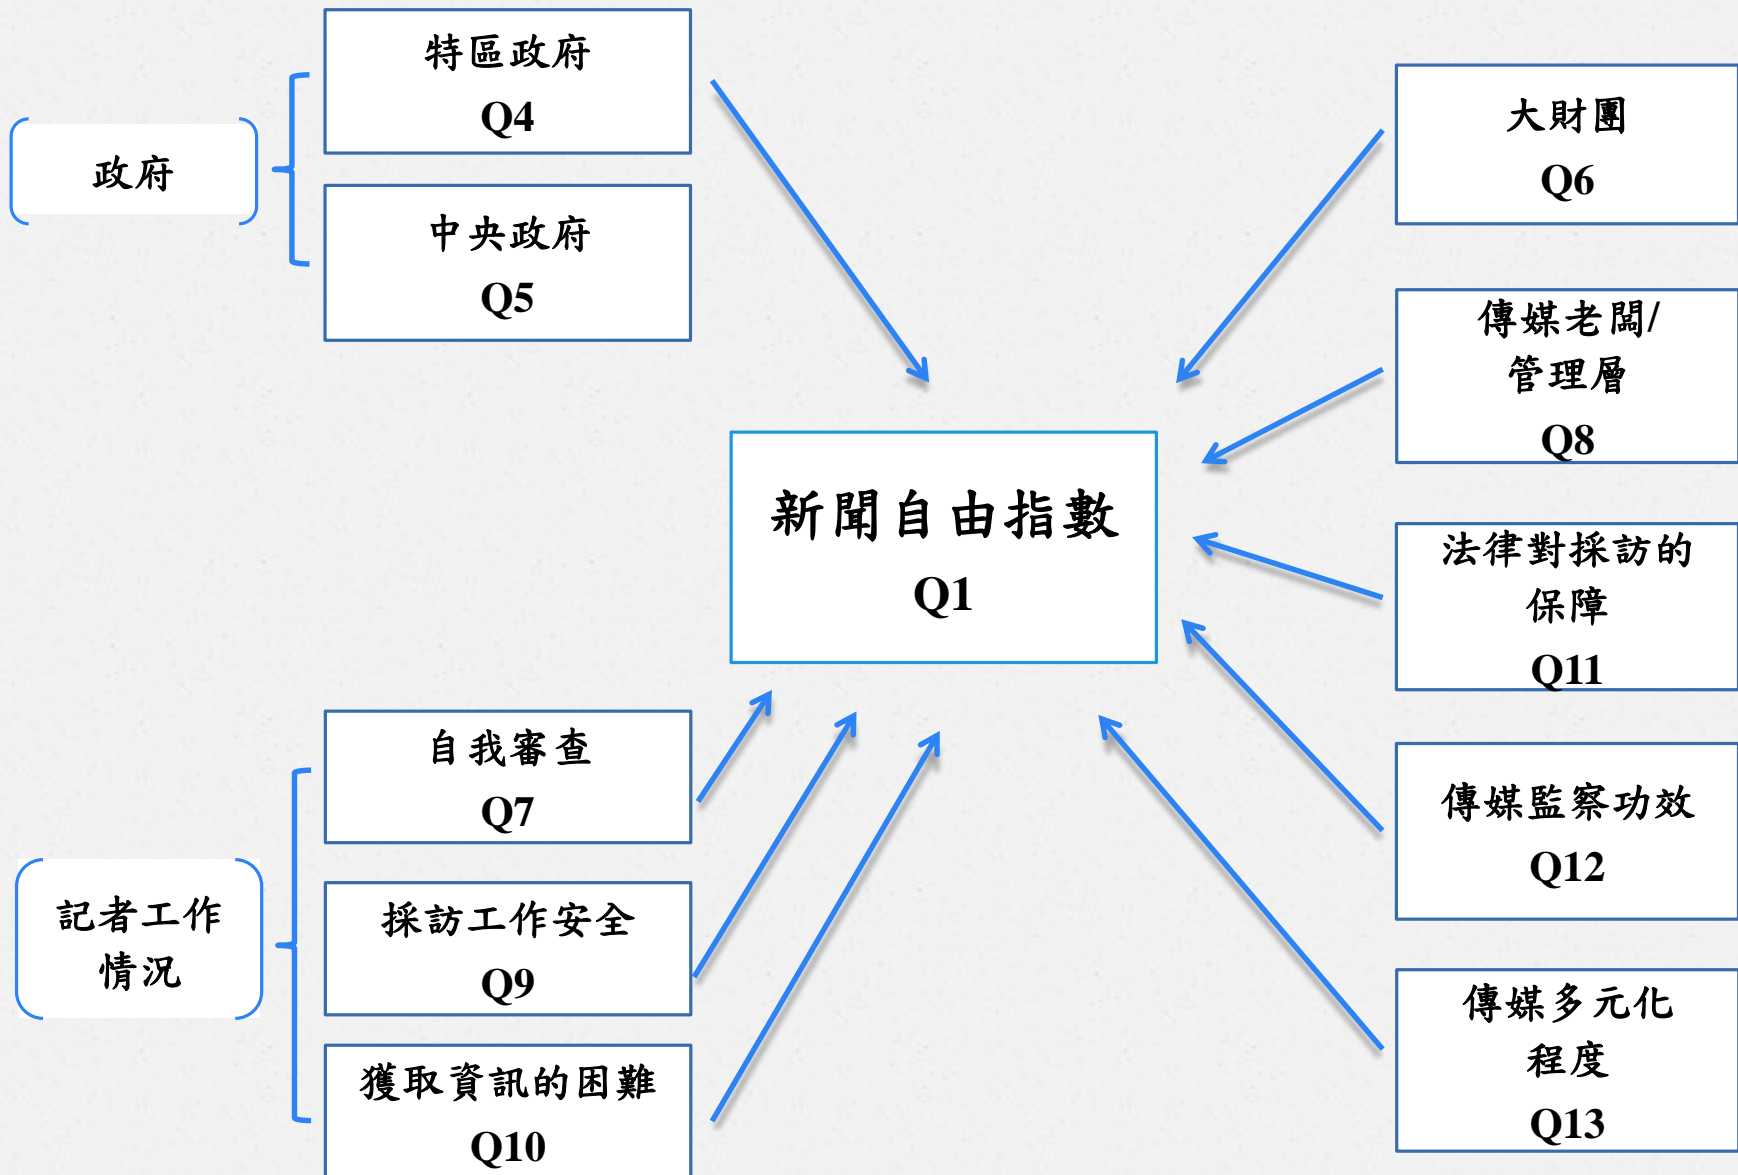 政府
特區政府
Q4
中央政府
Q5
新聞自由指數
Q1
記者工作
情況
自我審查
Q7
採訪工作安全
Q9
獲取資訊的困難
Q10
大財團
Q6
傳媒老闆/
管理層
Q8
法律對採訪的
保障
Q11
傳媒監察功效
Q12
傳媒多元化
程度
Q13